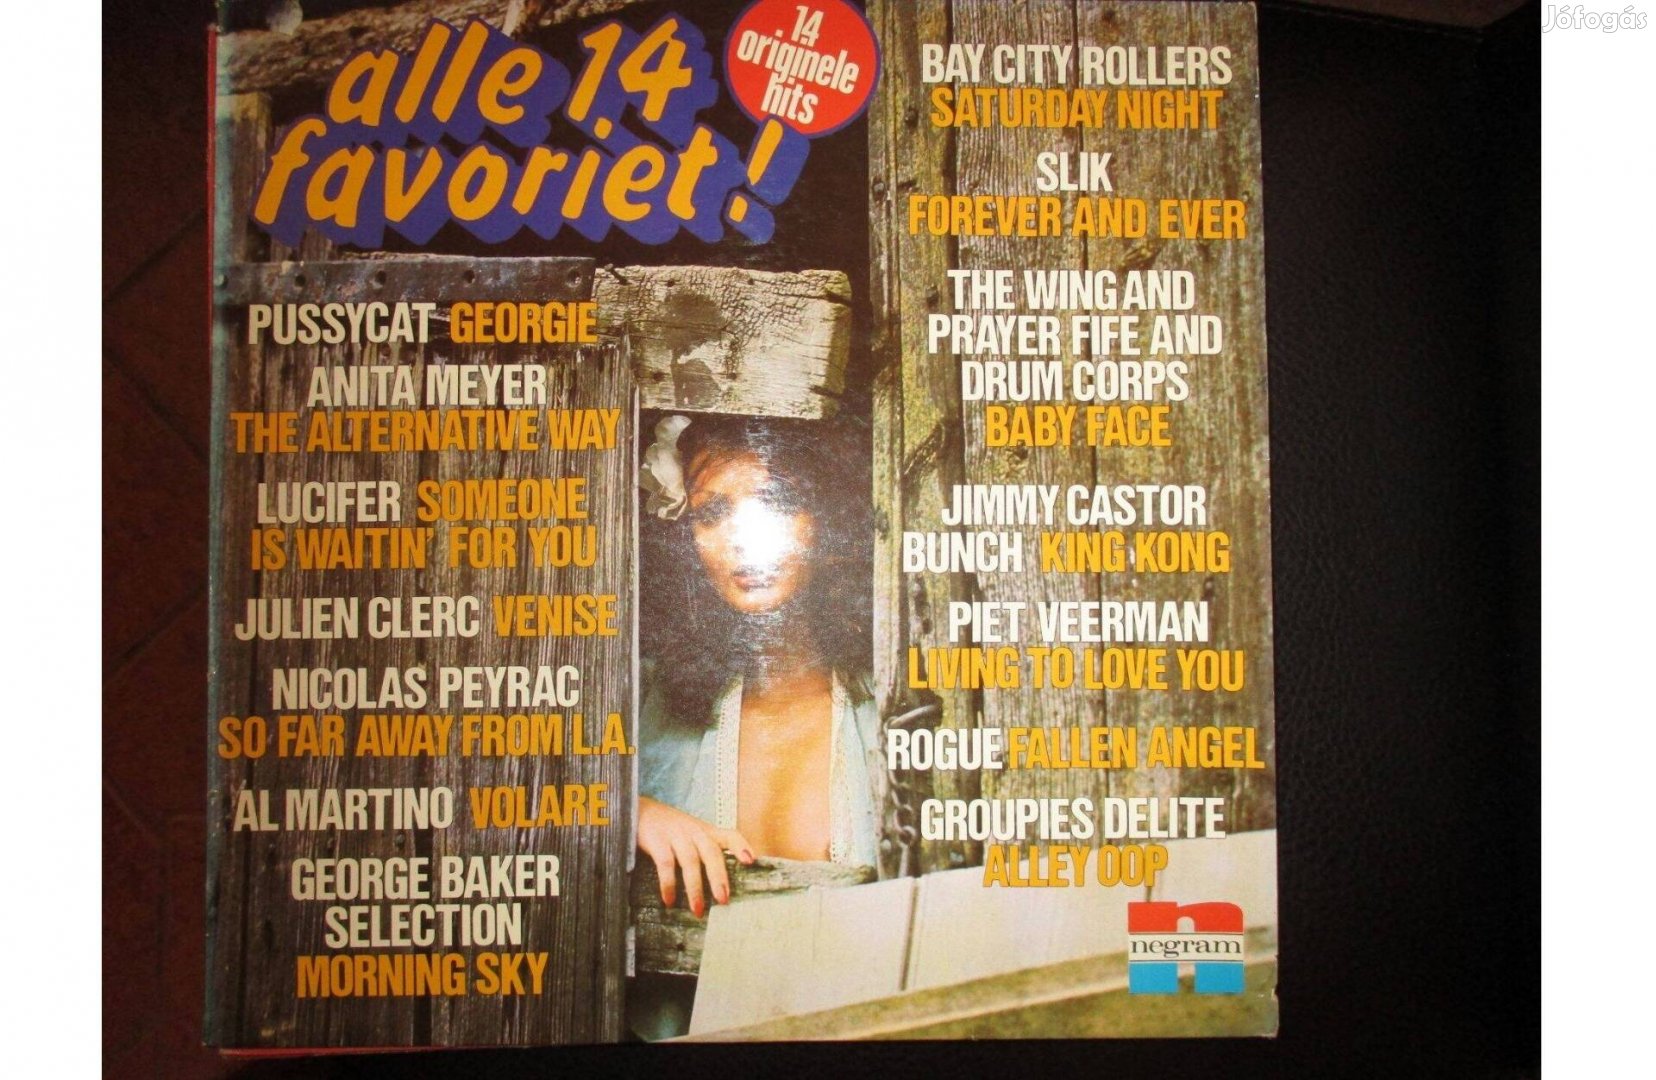 Jófogás
alle 14
favoriet!
14
originele
hits
PUSSYCAT GEORGIE
ANITA MEYER
THE ALTERNATIVE WAY
LUCIFER SOMEONE
IS WAITIN' FOR YOU
JULIEN CLERC VENISE
NICOLAS PEYRAC
SO FAR AWAY FROM L.A.
AL MARTINO VOLARE
GEORGE BAKER
SELECTION
MORNING SKY
BAY CITY ROLLERS
SATURDAY NIGHT
SLIK
FOREVER AND EVER
THE WING AND
PRAYER FIFE AND
DRUM CORPS
BABY FACE
JIMMY CASTOR
BUNCH KING KONG
PIET VEERMAN
LIVING TO LOVE YOU
ROGUE FALLEN ANGEL
GROUPIES DELITE
ALLEY OOP
negram